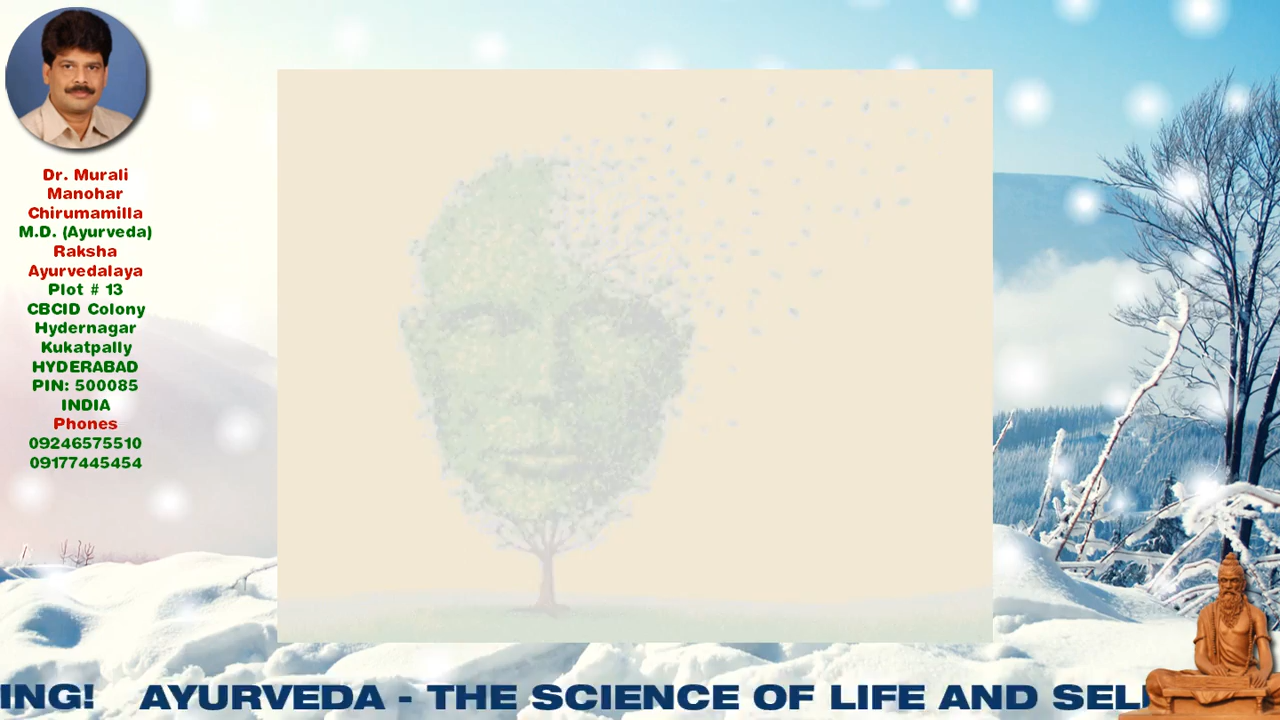 Dr. Murali
Manohar
Chirumamilla
M.D. (Ayurveda)
Raksha
Ayurvedalaya
Plot # 13
CBCID Colony
Hydernagar
Kukatpally
HYDERABAD
PIN: 500085
INDIA
Phones
09246575510
09177445454
ING! AYURVEDA - THE SCIENCE OF LIFE AND SEL